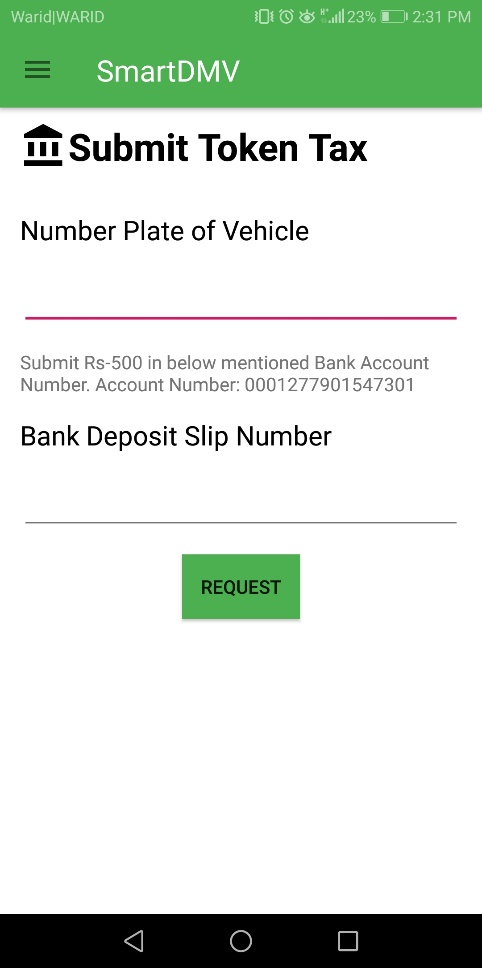 Warid|WARID 23% 2:31 PM
SmartDMV
Submit Token Tax
Number Plate of Vehicle
Submit Rs-500 in below mentioned Bank Account
Number. Account Number: 0001277901547301
Bank Deposit Slip Number
REQUEST